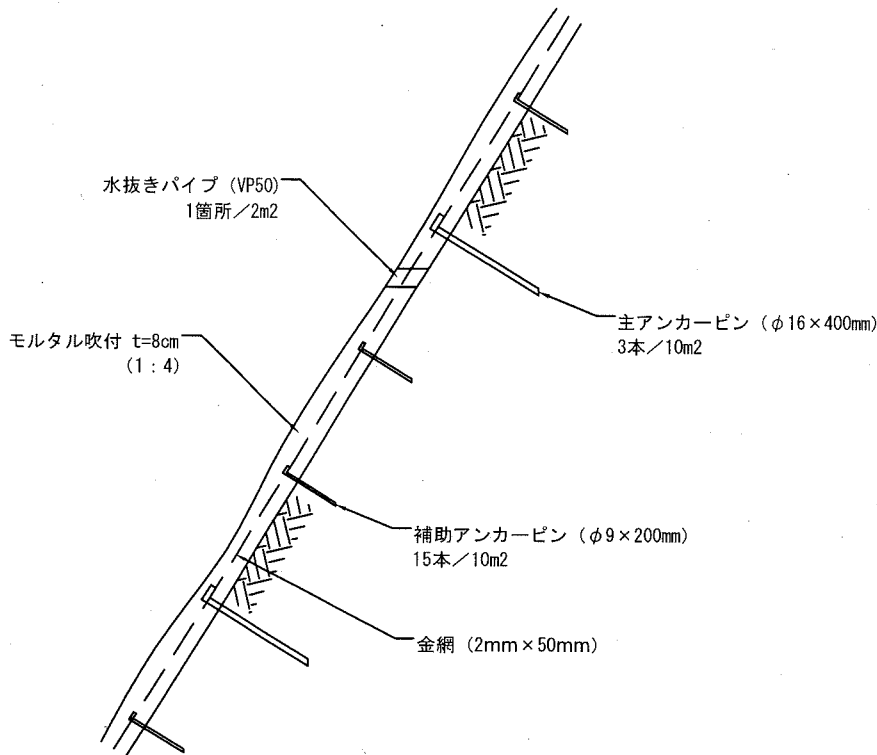 水抜きパイプ (VP50)
1箇所／2m2
主アンカーピン (φ16×400mm)
3本／10m2
モルタル吹付 t=8cm
(1：4)
補助アンカーピン (φ9×200mm)
15本／10m2
金網 (2mm×50mm)